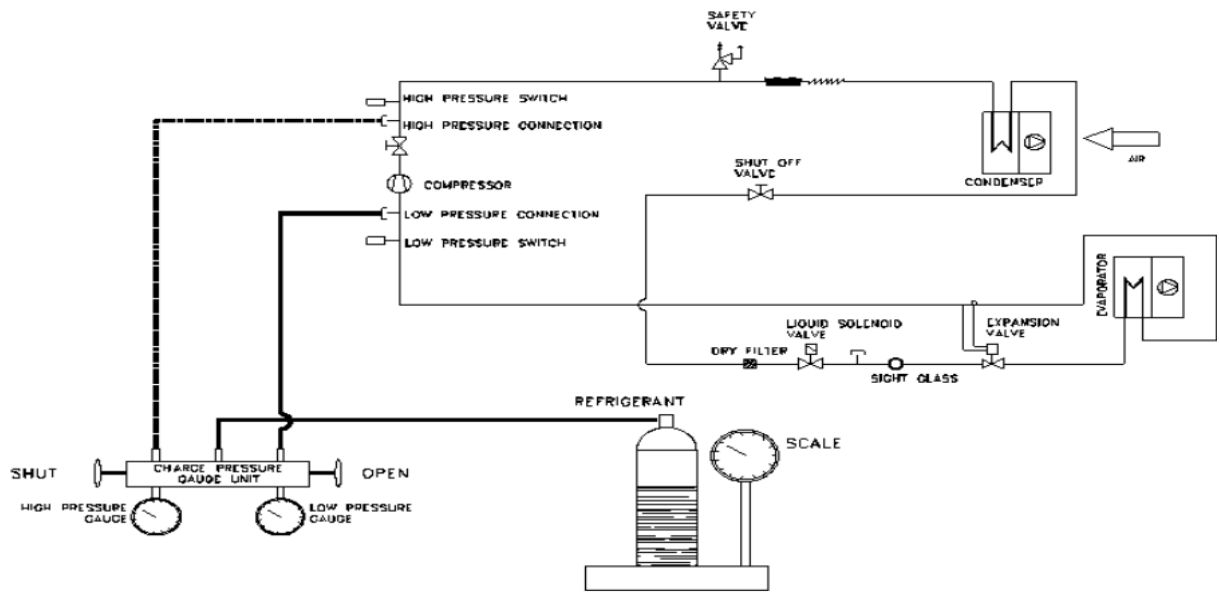 SAFETY
VALVE
HIGH PRESSURE SWITCH
HIGH PRESSURE CONNECTION
COMPRESSOR
LOW PRESSURE CONNECTION
LOW PRESSURE SWITCH
SHUT OFF
VALVE
CONDENSER
AIR
EVAPORATOR
LIQUID SOLENOID
VALVE
EXPANSION
VALVE
DRY FILTER
SIGHT GLASS
REFRIGERANT
SCALE
SHUT
CHARGE PRESSURE
GAUGE UNIT
OPEN
HIGH PRESSURE
GAUGE
LOW PRESSURE
GAUGE